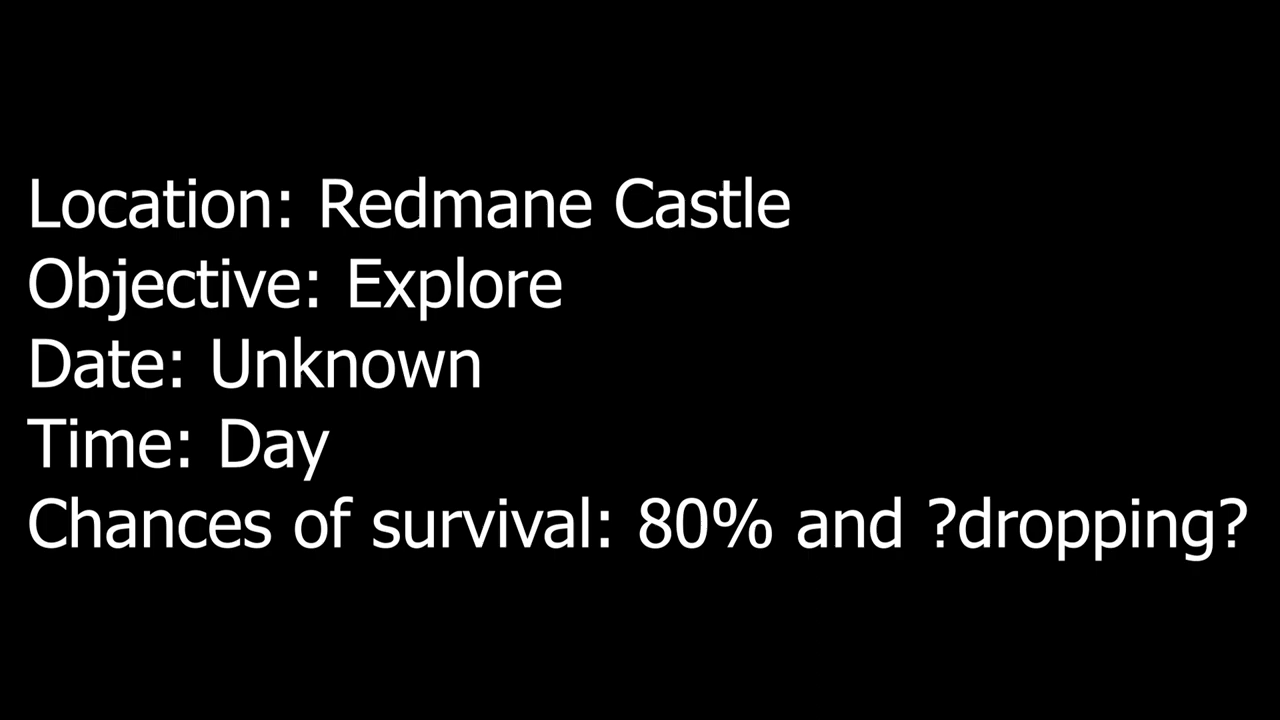 Location: Redmane Castle
Objective: Explore
Date: Unknown
Time: Day
Chances of survival: 80% and ?dropping?